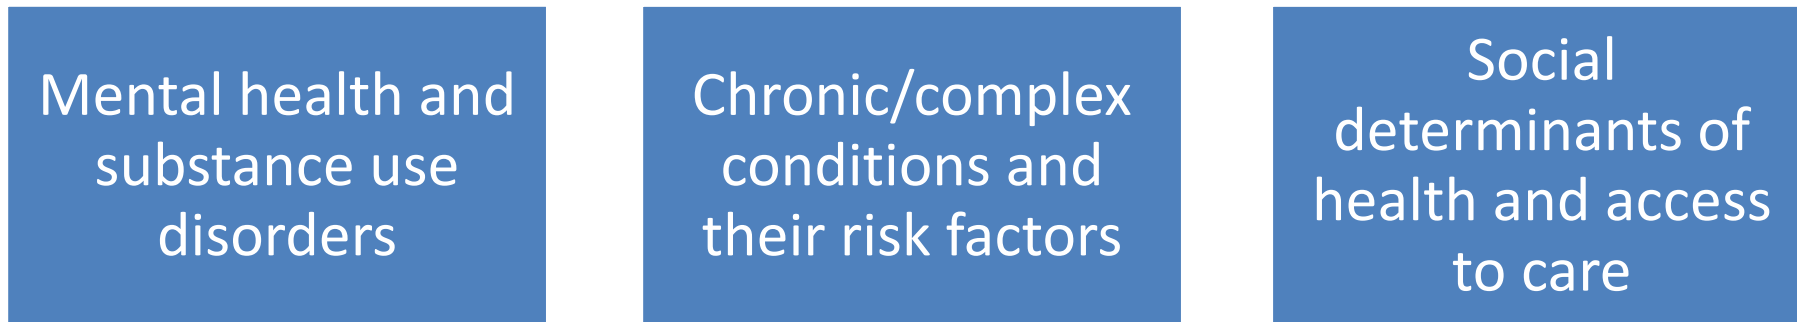 Mental health and
substance use
disorders
Chronic/complex
conditions and
their risk factors
Social
determinants of
health and access
to care